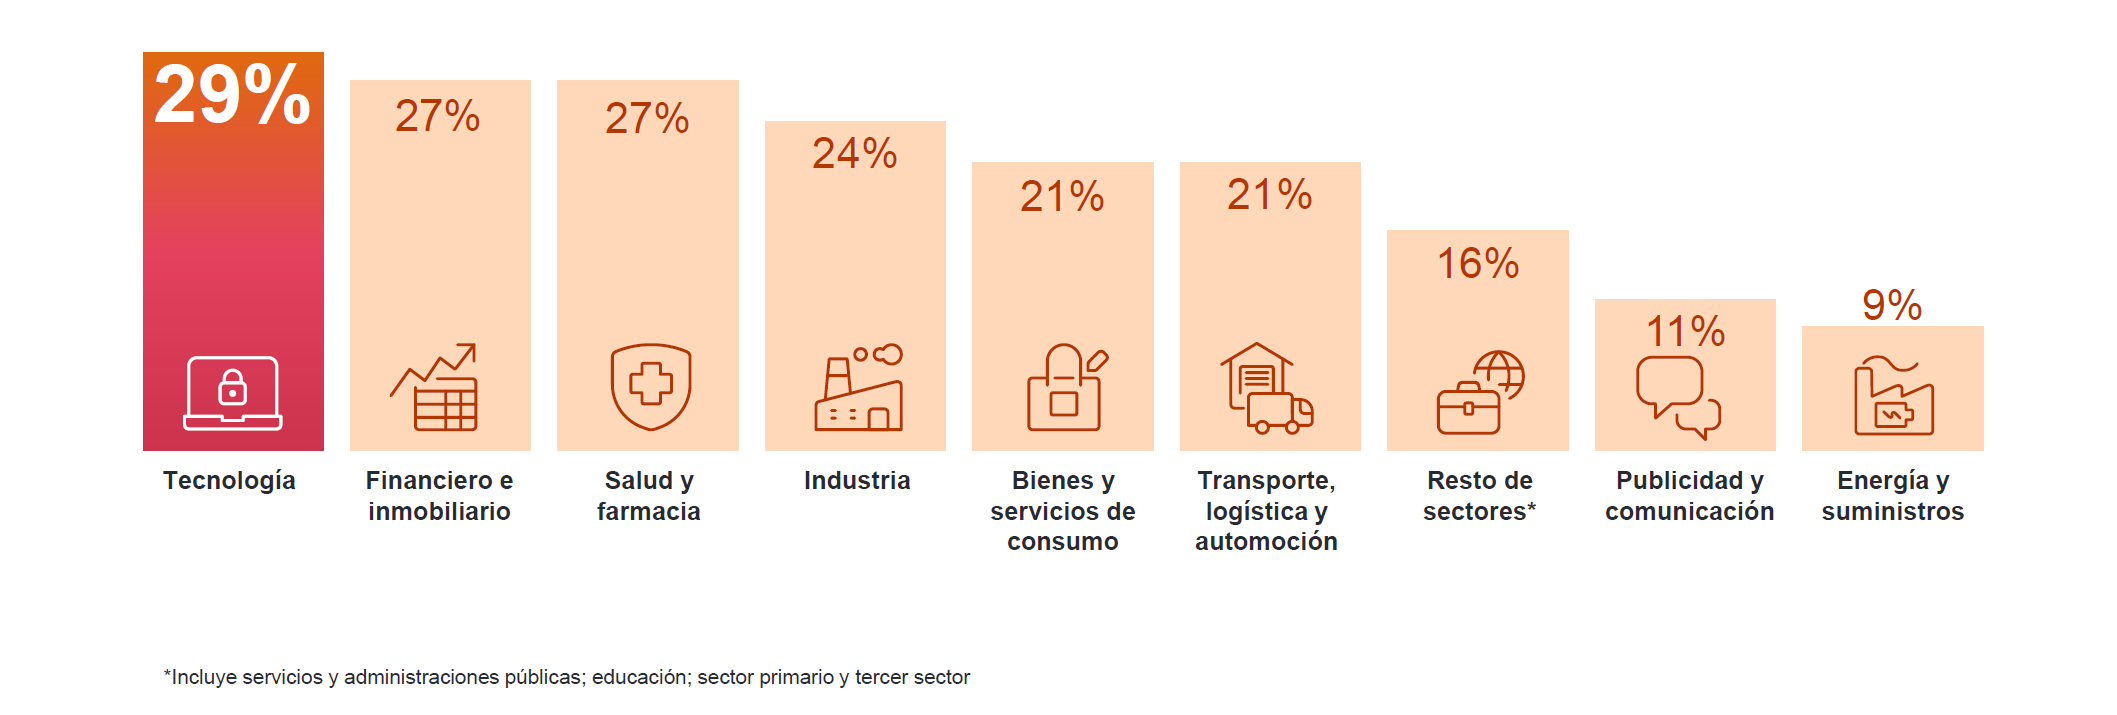 29%
27%
27%
24%
21%
21%
16%
11%
9%
Tecnología
Financiero e
inmobiliario
Salud y
farmacia
Industria
Bienes y
servicios de
consumo
Transporte,
logística y
automoción
Resto de
sectores*
Publicidad y
comunicación
Energía y
suministros
*Incluye servicios y administraciones públicas; educación; sector primario y tercer sector